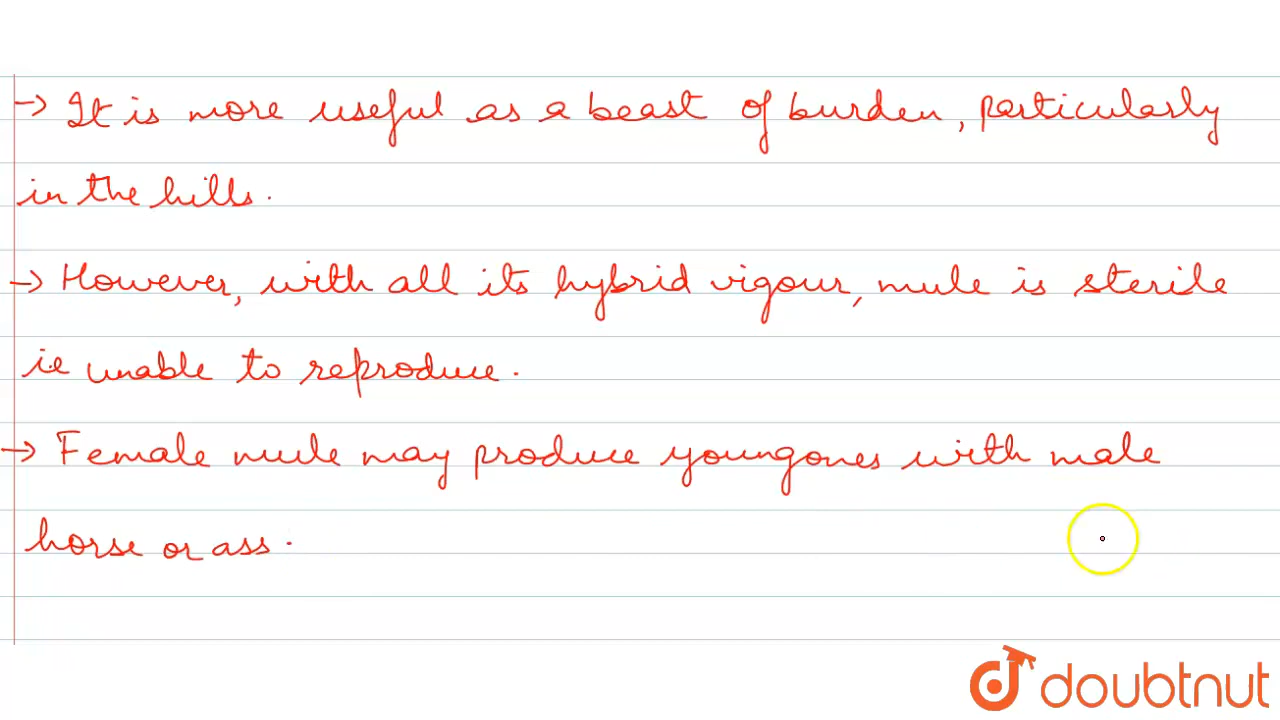 → It is more useful as a beast of burden, particularly
in the hills.
→ However, with all its hybrid vigour, mule is sterile
i.e unable to reproduce.
→ Female mule may produce youngones with male
horse or ass.
doubtnut